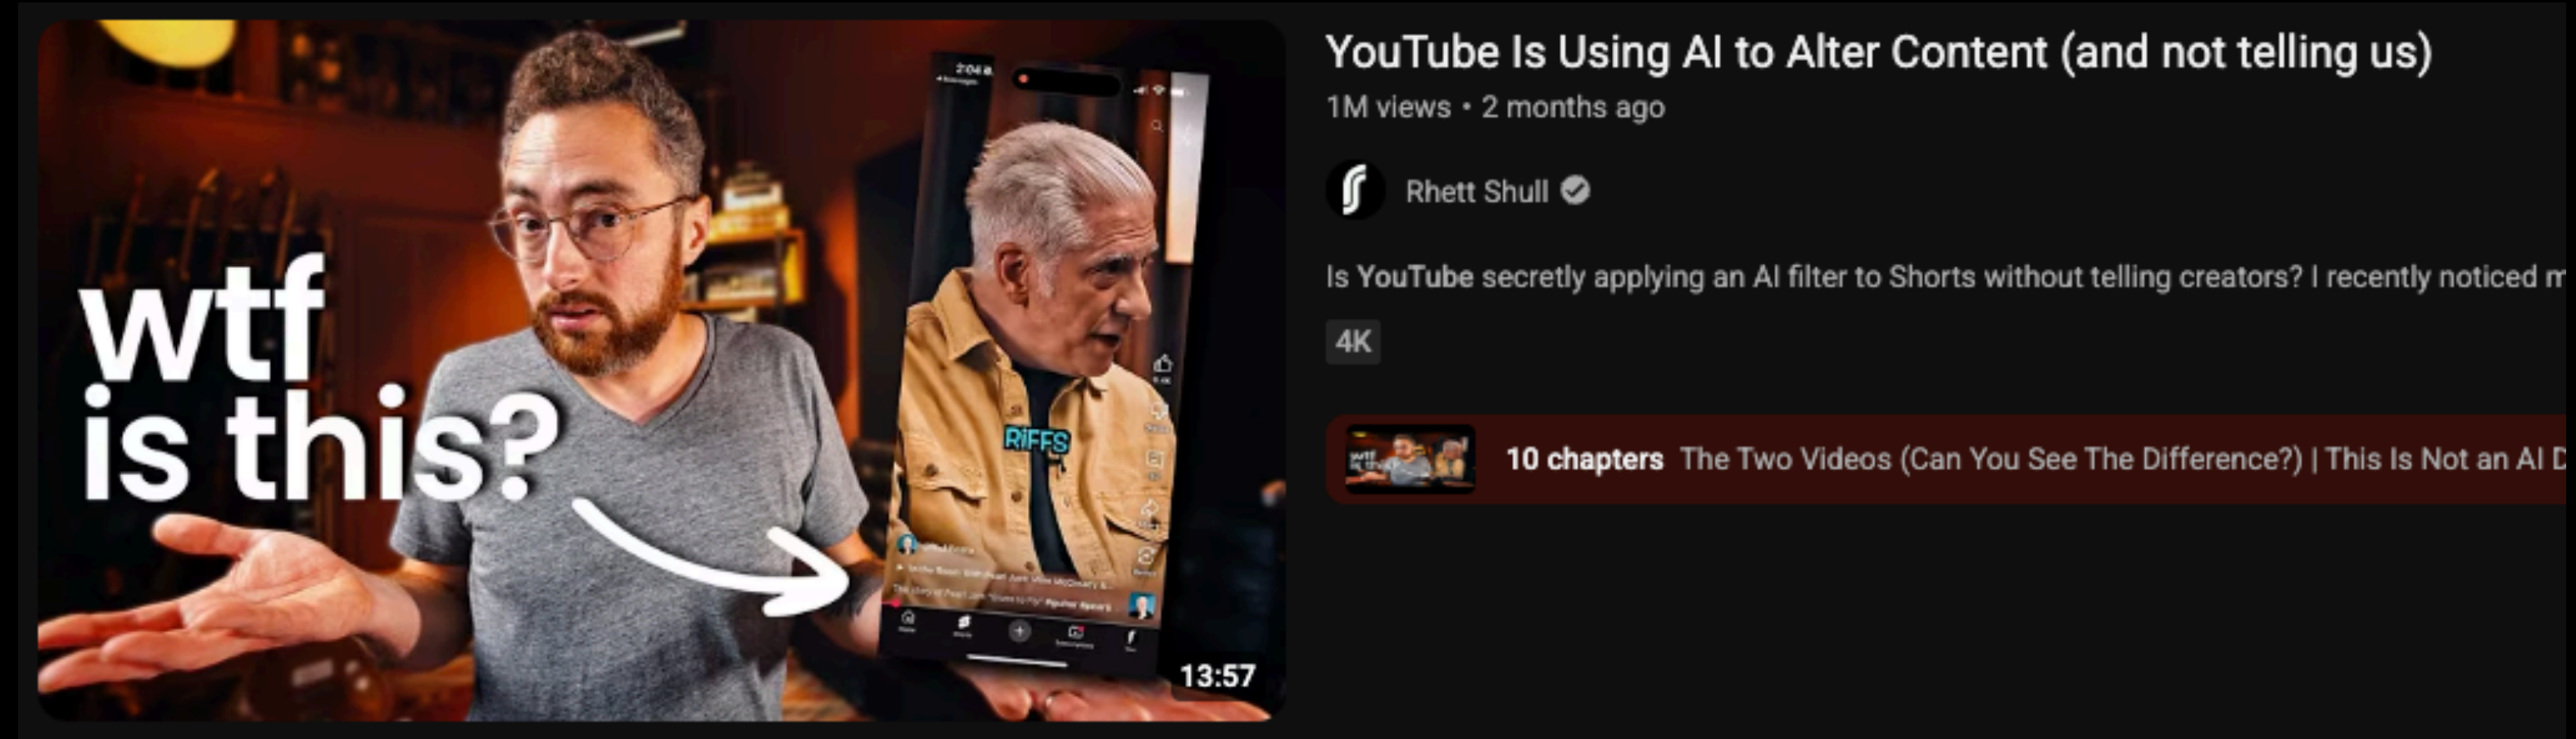 wtf
is this?
2:04
RiFFS
13:57
YouTube Is Using AI to Alter Content (and not telling us)
1M views • 2 months ago
Rhett Shull
Is YouTube secretly applying an AI filter to Shorts without telling creators? I recently noticed
4K
10 chapters The Two Videos (Can You See The Difference?) | This Is Not an AI